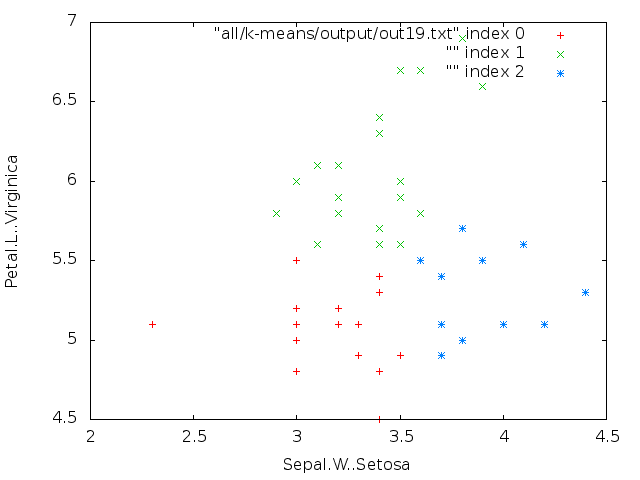 "all/k-means/output/out19.txt" index 0
"" index 1
"" index 2
7
6.5
6
5.5
5
4.5
2
2.5
3
3.5
4
4.5
Petal.L..Virginica
Sepal.W..Setosa